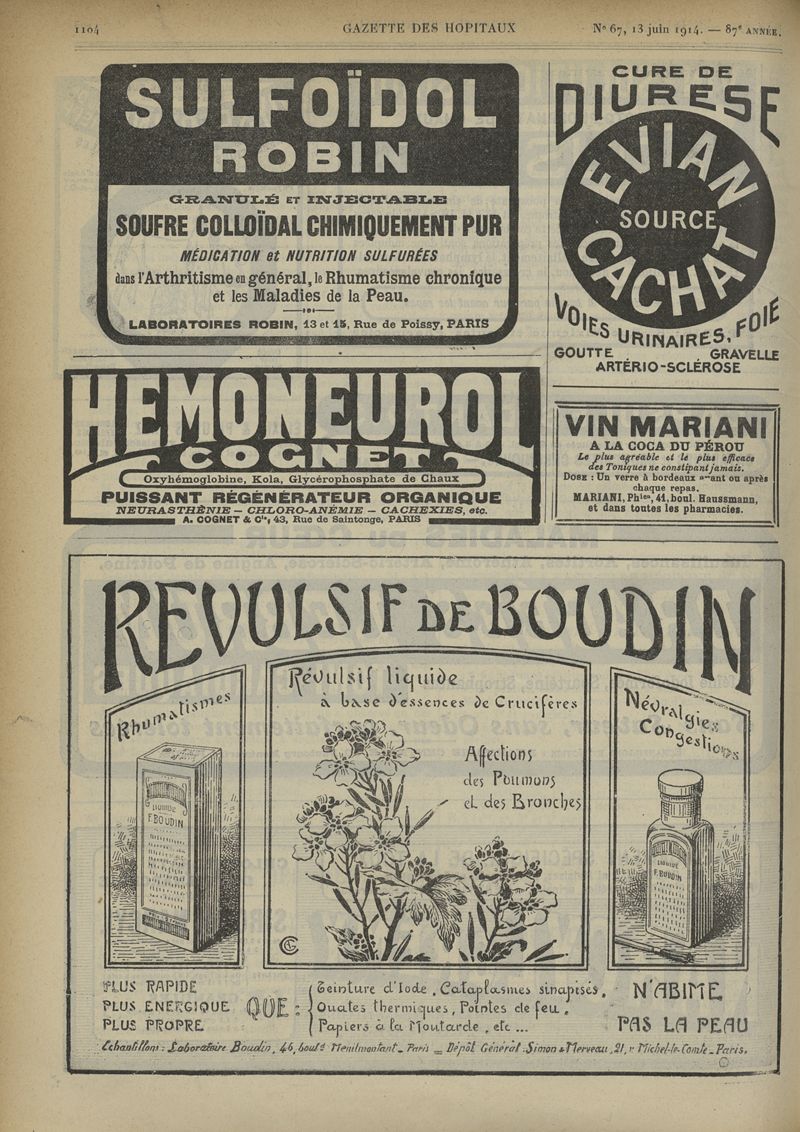 1104
GAZETTE DES HOPITAUX
N° 67, 13 juin 1914. — 87e ANNÉE.
SULFOÏDOL
ROBIN
GRANULÉ ET INJECTABLE
SOUFRE COLLOÏDAL CHIMIQUEMENT PUR
MÉDICATION et NUTRITION SULFURÉES
dans l'Arthritisme en général, le Rhumatisme chronique
et les Maladies de la Peau.
LABORATOIRES ROBIN, 13 et 15, Rue de Poissy, PARIS
CURE DE
DIURESE
EVIAN
SOURCE
CACHAT
VOIES URINAIRES, FOIE
GOUTTE GRAVELLE
ARTÉRIO-SCLÉROSE
HEMONEUROL
COGNET
Oxyhémoglobine, Kola, Glycérophosphate de Chaux
PUISSANT RÉGÉNÉRATEUR ORGANIQUE
NEURASTHÉNIE — CHLORO-ANÉMIE — CACHEXIES, etc.
A. COGNET & Cie, 43, Rue de Saintonge, PARIS
VIN MARIANI
A LA COCA DU PÉROU
Le plus agréable et le plus efficace
des Toniques ne constipant jamais.
DOSE : Un verre à bordeaux avant ou après
chaque repas.
MARIANI, Phien, 41, boul. Haussmann,
et dans toutes les pharmacies.
REVULSIF DE BOUDIN
Rhumatismes
LIQUIDE
F. BOUDIN
Révulsif liquide
à base d'essences de Crucifères
Affections
des Poumons
et des Bronches
Névralgies
Congestions
LIQUIDE
F. BOUDIN
PLUS RAPIDE
PLUS ENERGIQUE
PLUS PROPRE
QUE :
Teinture d'Iode, Cataplasmes sinapisés,
Ouates thermiques, Pointes de feu,
Papiers à la Moutarde, etc...
N'ABIME
PAS LA PEAU
Echantillons : Laboratoire Boudin, 46, boult Menilmontant - Paris — Dépôt Général : Simon & Merveau, 21, r. Michel-le-Comte - Paris.